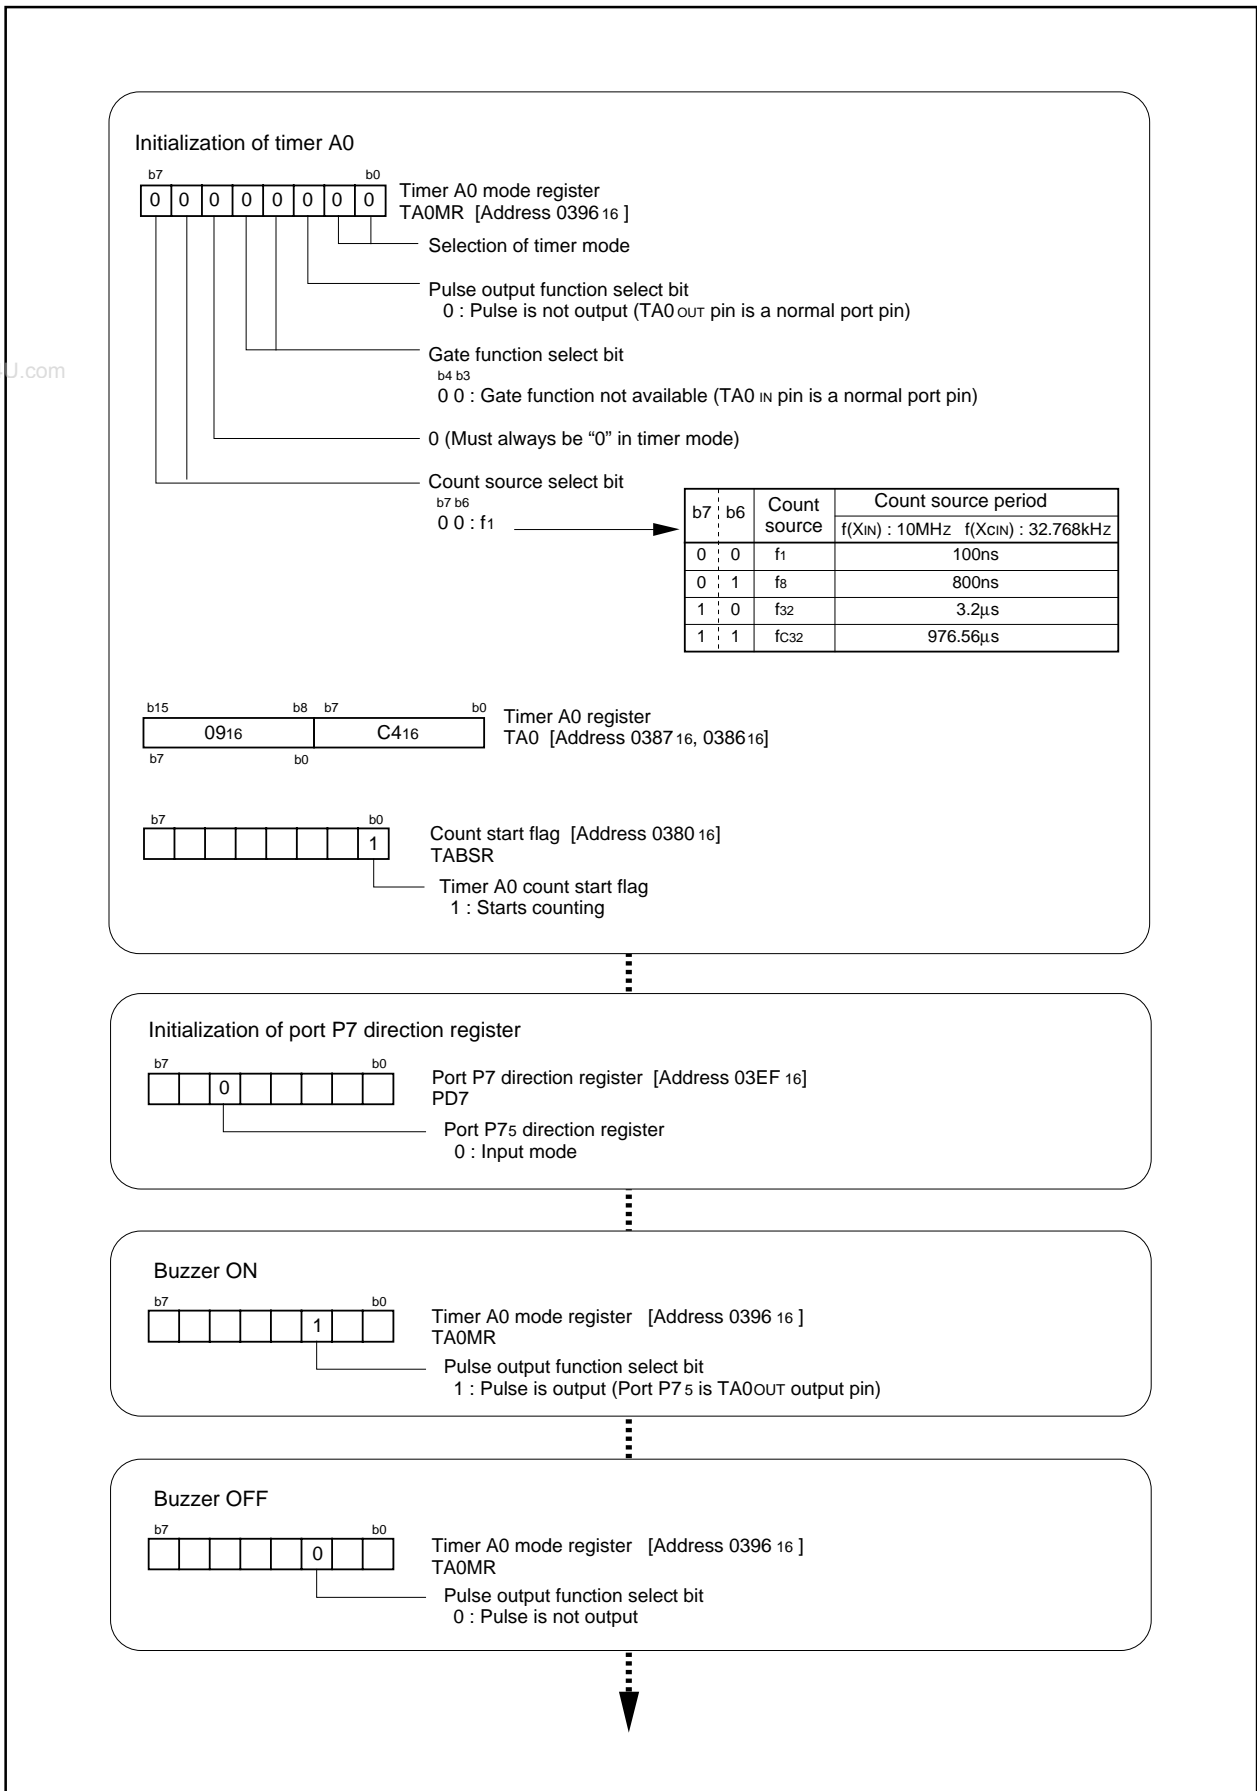 Initialization of timer A0
b7 b0
0 0 0 0 0 0 0 0
Timer A0 mode register
TA0MR [Address 0396 16 ]
Selection of timer mode
Pulse output function select bit
0 : Pulse is not output (TA0 OUT pin is a normal port pin)
U.com
Gate function select bit
b4 b3
0 0 : Gate function not available (TA0 IN pin is a normal port pin)
0 (Must always be “0” in timer mode)
Count source select bit
b7 b6
0 0 : f1
b7 b6 Count source Count source period
f(XIN) : 10MHZ f(XCIN) : 32.768kHZ
0 0 f1 100ns
0 1 f8 800ns
1 0 f32 3.2µs
1 1 fC32 976.56µs
b15 b8 b7 b0
0916 C416
b7 b0
Timer A0 register
TA0 [Address 0387 16, 038616]
b7 b0
1
Count start flag [Address 0380 16]
TABSR
Timer A0 count start flag
1 : Starts counting
Initialization of port P7 direction register
b7 b0
0
Port P7 direction register [Address 03EF 16]
PD7
Port P75 direction register
0 : Input mode
Buzzer ON
b7 b0
1
Timer A0 mode register [Address 0396 16 ]
TA0MR
Pulse output function select bit
1 : Pulse is output (Port P7 5 is TA0OUT output pin)
Buzzer OFF
b7 b0
0
Timer A0 mode register [Address 0396 16 ]
TA0MR
Pulse output function select bit
0 : Pulse is not output